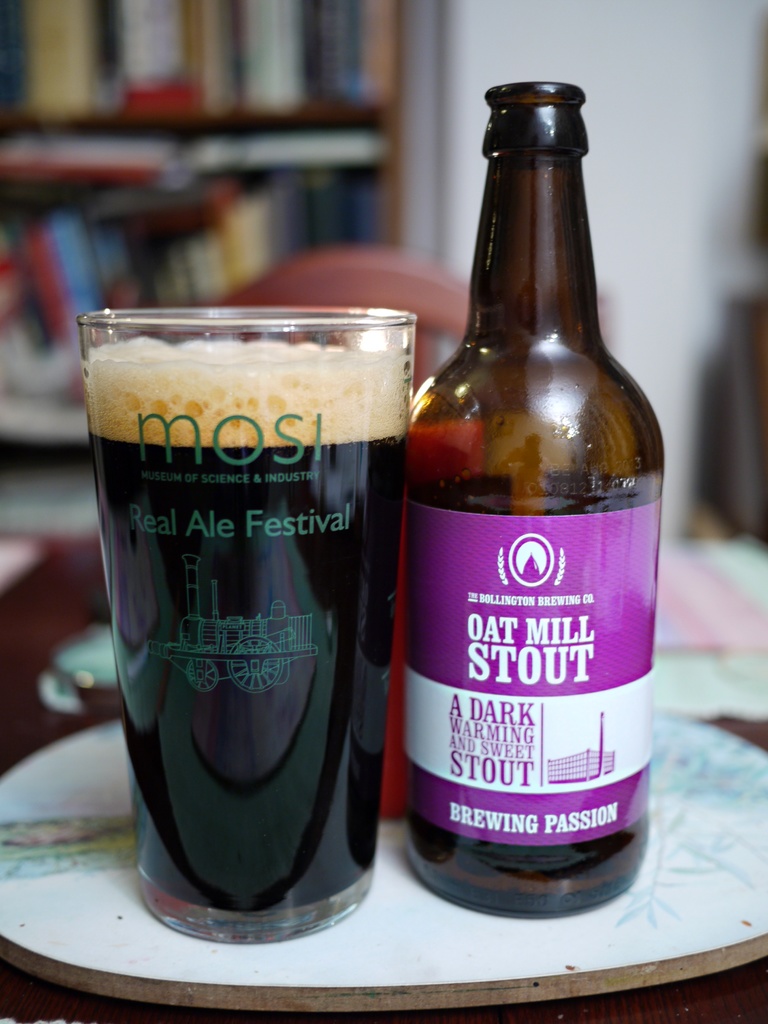 mosi
MUSEUM OF SCIENCE & INDUSTRY
Real Ale Festival
THE BOLLINGTON BREWING CO.
OAT MILL
STOUT
A DARK
WARMING
AND SWEET
STOUT
BREWING PASSION